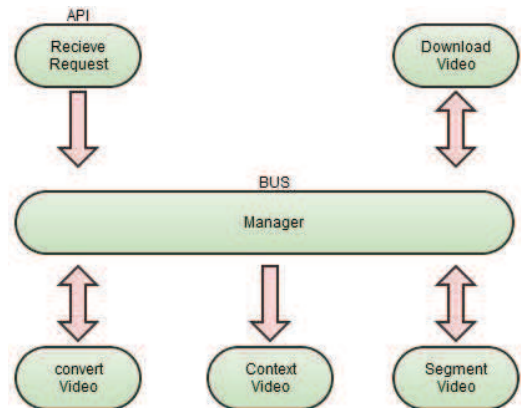 API
Recieve
Request
Download
Video
BUS
Manager
convert
Video
Context
Video
Segment
Video